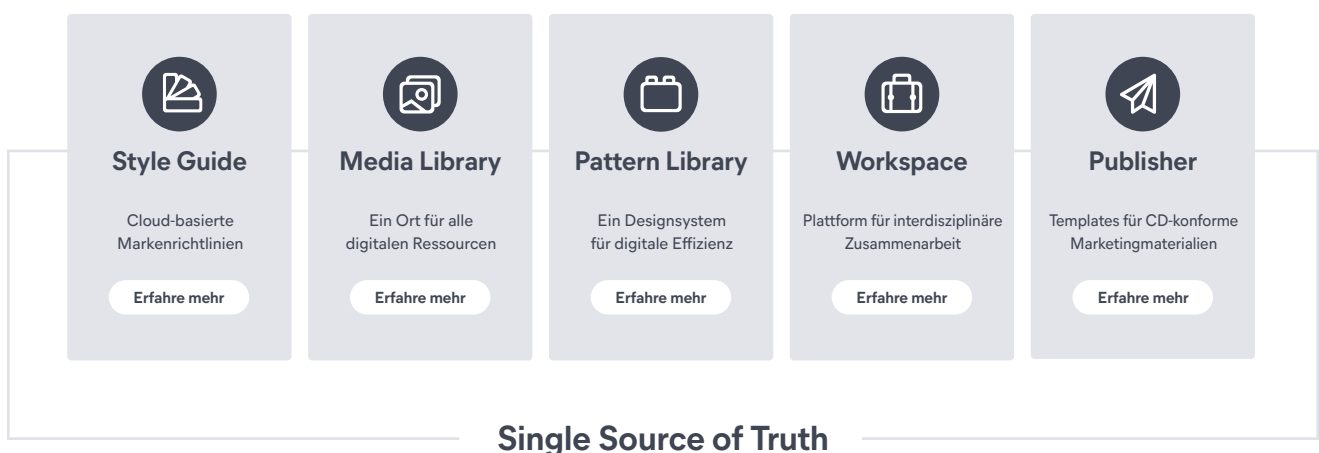 Style Guide
Cloud-basierte
Markenrichtlinien
Erfahre mehr
Media Library
Ein Ort für alle
digitalen Ressourcen
Erfahre mehr
Pattern Library
Ein Designsystem
für digitale Effizienz
Erfahre mehr
Workspace
Plattform für interdisziplinäre
Zusammenarbeit
Erfahre mehr
Publisher
Templates für CD-konforme
Marketingmaterialien
Erfahre mehr
Single Source of Truth